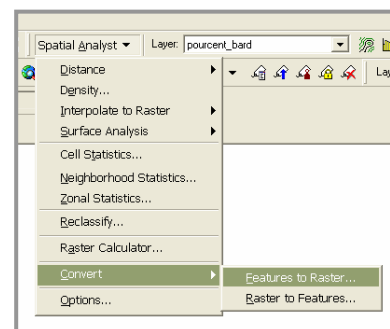 Spatial Analyst Layer: pourcent_bard
Distance Lay
Density...
Interpolate to Raster
Surface Analysis
Cell Statistics...
Neighborhood Statistics...
Zonal Statistics...
Reclassify...
Raster Calculator...
Convert Features to Raster...
Options... Raster to Features...